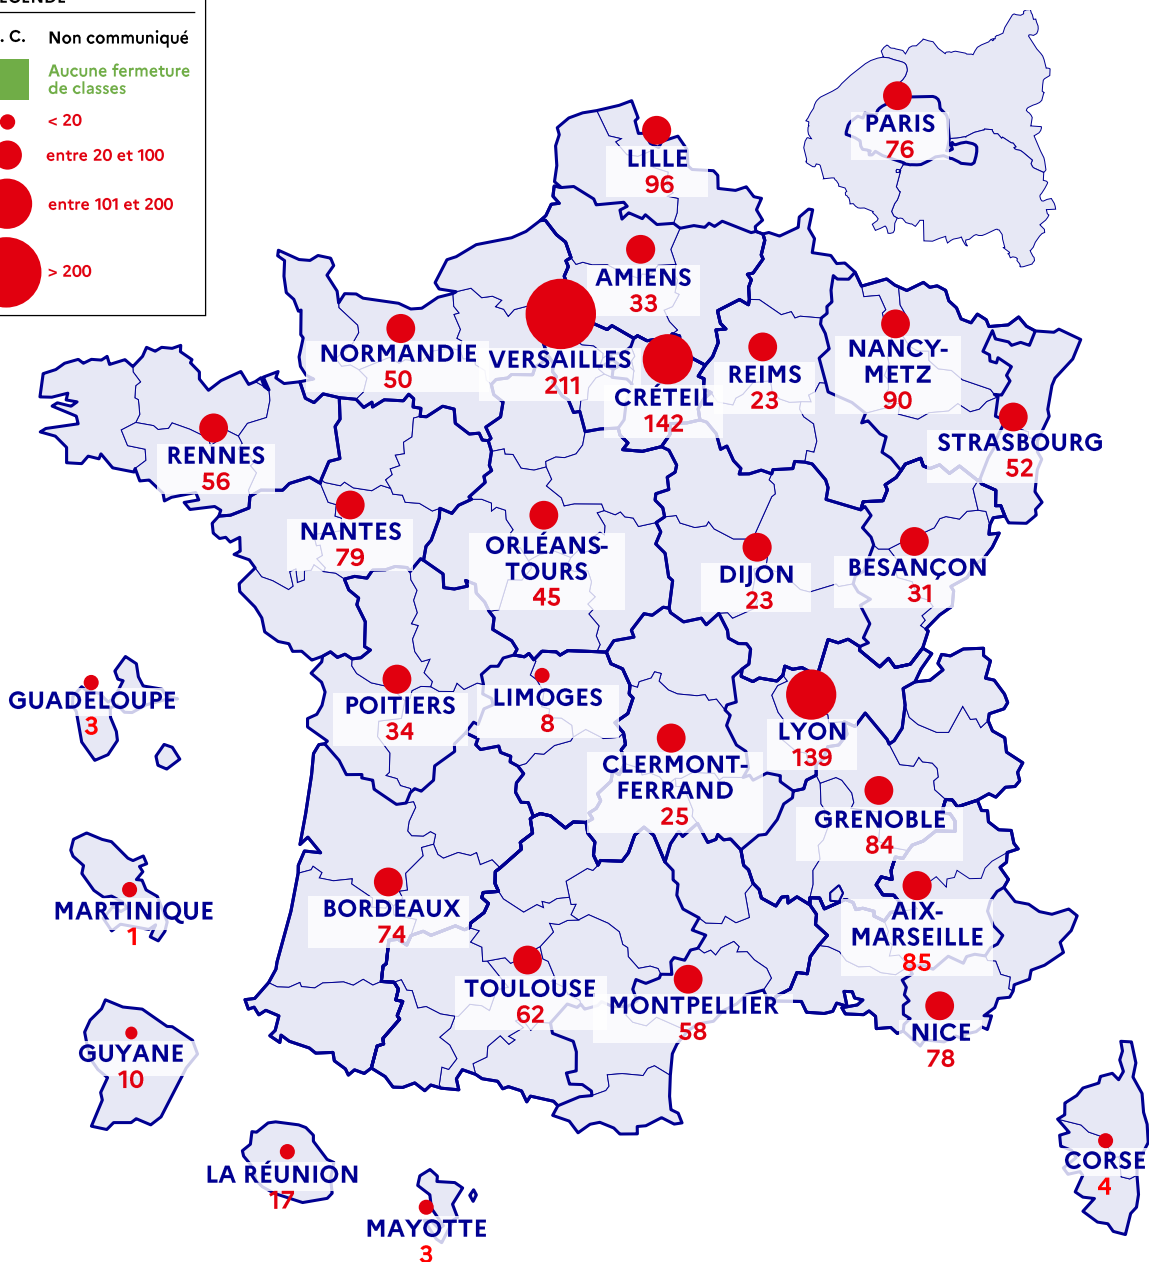 . C. Non communiqué
Aucune fermeture
de classes
< 20
entre 20 et 100
entre 101 et 200
> 200
PARIS
76
LILLE
96
AMIENS
33
NORMANDIE
50
VERSAILLES
211
CRÉTEIL
142
REIMS
23
NANCY-
METZ
90
STRASBOURG
52
RENNES
56
NANTES
79
ORLÉANS-
TOURS
45
DIJON
23
BESANÇON
31
GUADELOUPE
3
POITIERS
34
LIMOGES
8
LYON
139
CLERMONT-
FERRAND
25
GRENOBLE
84
MARTINIQUE
1
BORDEAUX
74
AIX-
MARSEILLE
85
TOULOUSE
62
MONTPELLIER
58
NICE
78
GUYANE
10
LA RÉUNION
17
MAYOTTE
3
CORSE
4